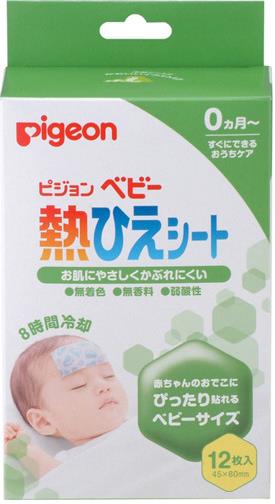 pigeon
0ヵ月~
すぐにできる
おうちケア
ピジョン ベビー
熱ひえシート
お肌にやさしくかぶれにくい
●無着色 ●無香料 ●弱酸性
8時間冷却
赤ちゃんのおでこに
ぴったり貼れる
ベビーサイズ
12枚入
45×80mm